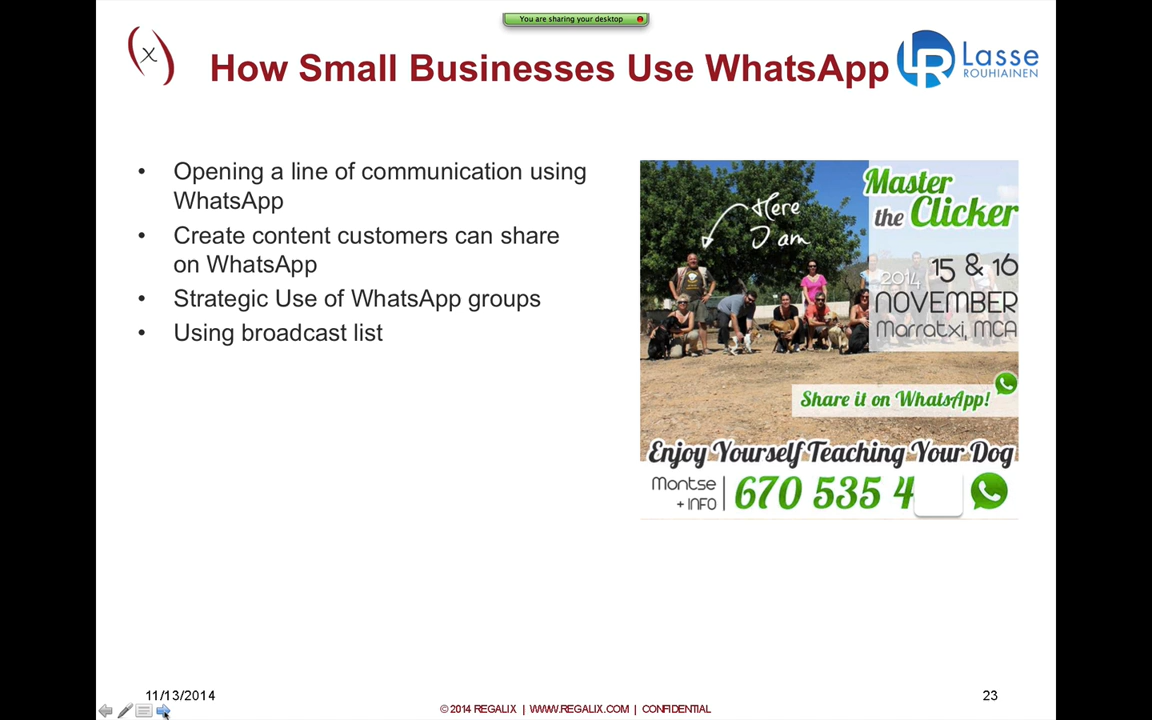 You are sharing your desktop
(x)
How Small Businesses Use WhatsApp
LR Lasse
ROUHIAINEN
• Opening a line of communication using
WhatsApp
• Create content customers can share
on WhatsApp
• Strategic Use of WhatsApp groups
• Using broadcast list
Here
I am
Master
the Clicker
2014 15 & 16
NOVEMBER
Marratxi, MCA
Share it on WhatsApp!
Enjoy Yourself Teaching Your Dog
Montse
+ INFO
670 535 4
11/13/2014
23
© 2014 REGALIX | WWW.REGALIX.COM | CONFIDENTIAL